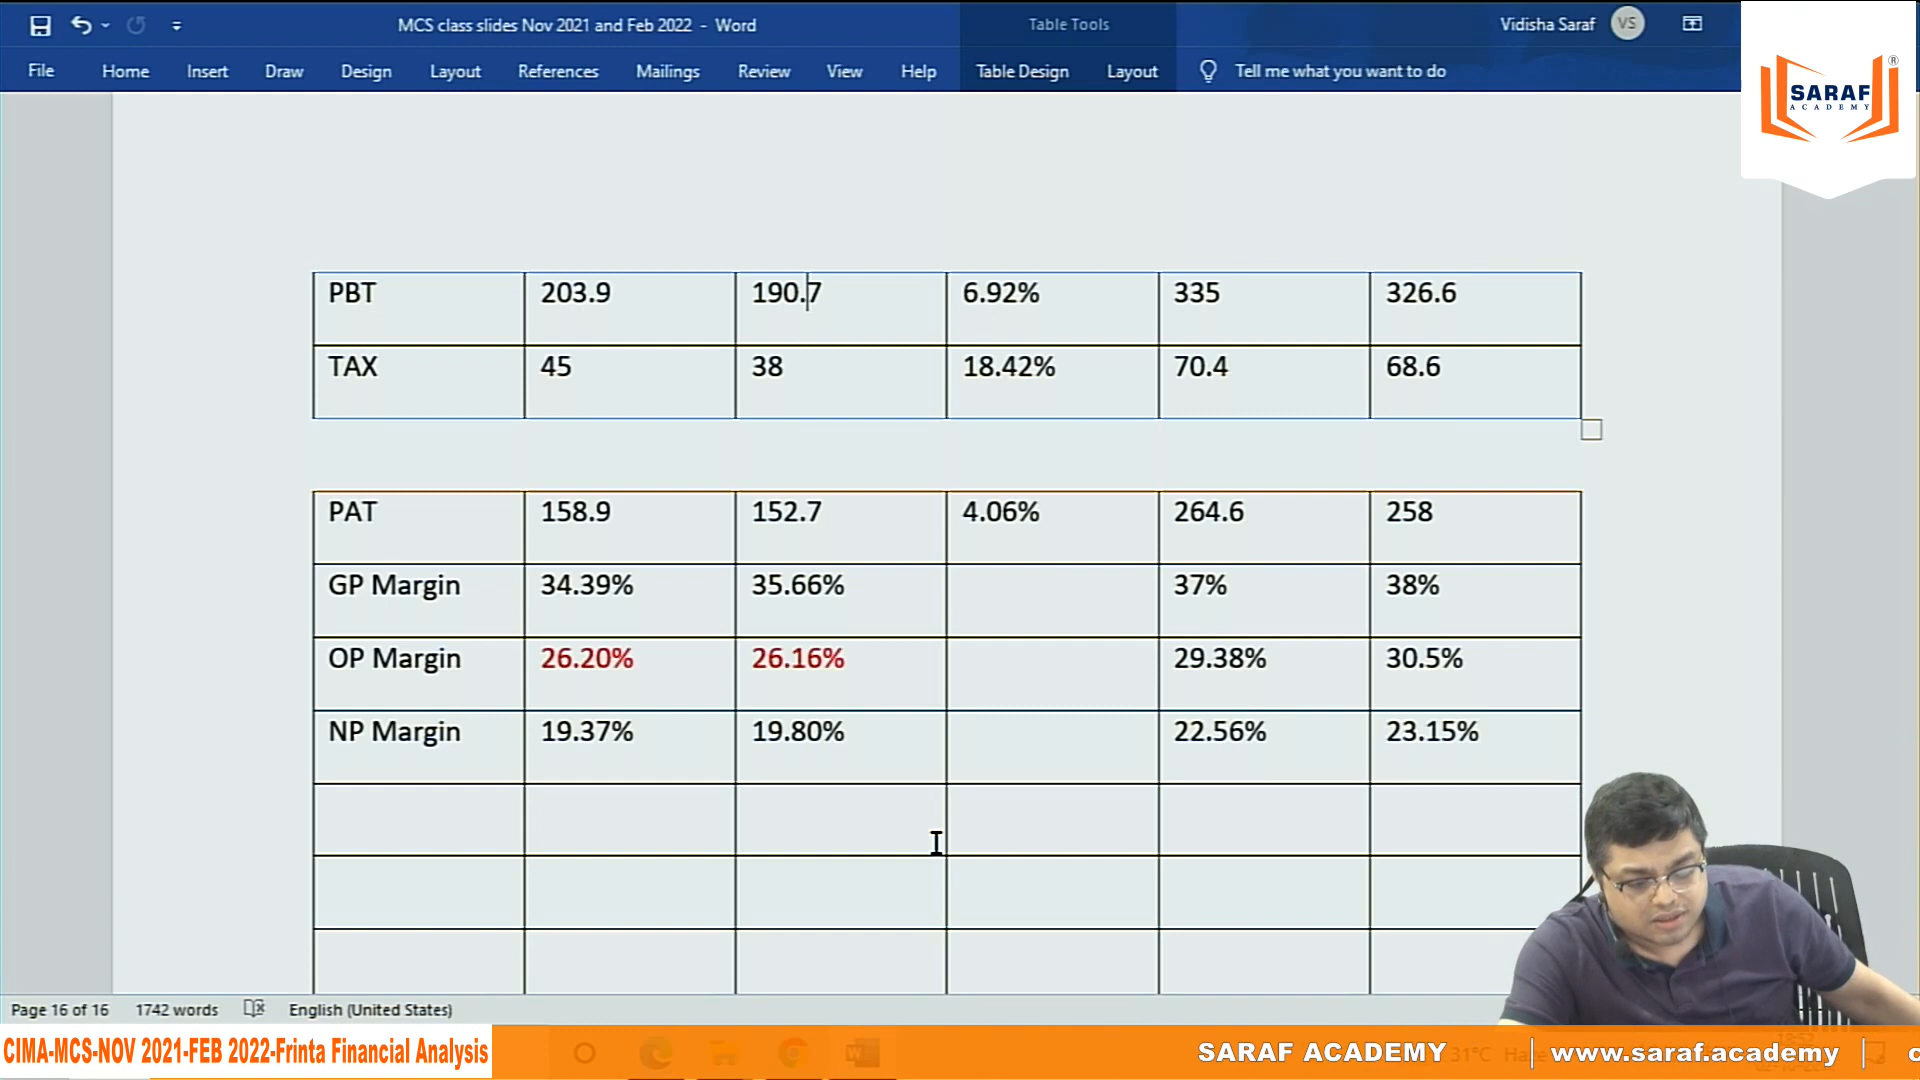 MCS class slides Nov 2021 and Feb 2022 - Word
Table Tools
Vidisha Saraf
VS
File Home Insert Draw Design Layout References Mailings Review View Help Table Design Layout Tell me what you want to do
SARAF
ACADEMY
®
PBT 203.9 190.7 6.92% 335 326.6
TAX 45 38 18.42% 70.4 68.6
PAT 158.9 152.7 4.06% 264.6 258
GP Margin 34.39% 35.66% 37% 38%
OP Margin 26.20% 26.16% 29.38% 30.5%
NP Margin 19.37% 19.80% 22.56% 23.15%
Page 16 of 16 1742 words English (United States)
CIMA-MCS-NOV 2021-FEB 2022-Frinta Financial Analysis
SARAF ACADEMY | www.saraf.academy | c
31°C